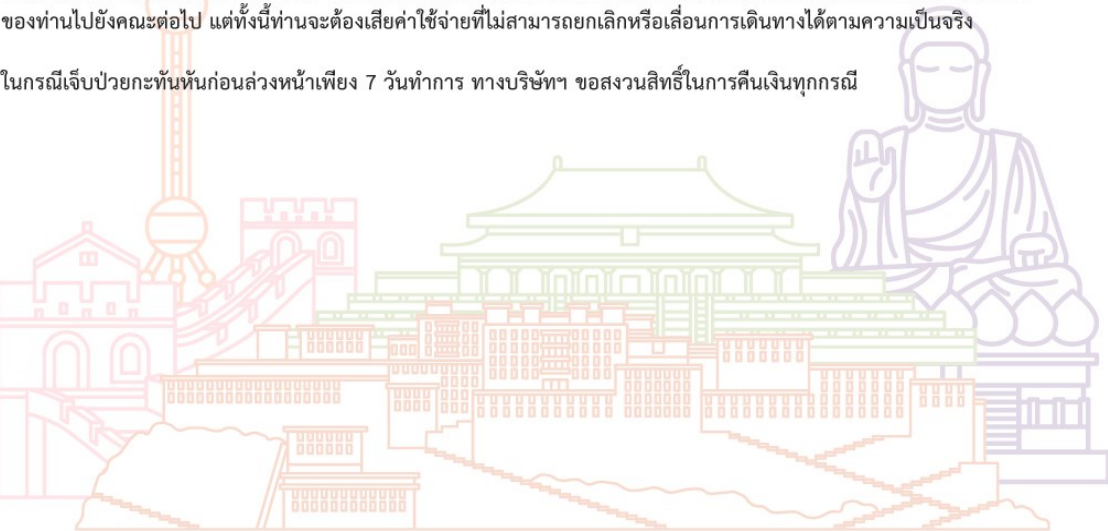 ของท่านไปยังคณะต่อไป แต่ทั้งนี้ท่านจะต้องเสียค่าใช้จ่ายที่ไม่สามารถยกเลิกหรือเลื่อนการเดินทางได้ตามความเป็นจริง
ในกรณีเจ็บป่วยกะทันหันก่อนล่วงหน้าเพียง 7 วันทำการ ทางบริษัทฯ ขอสงวนสิทธิ์ในการคืนเงินทุกกรณี